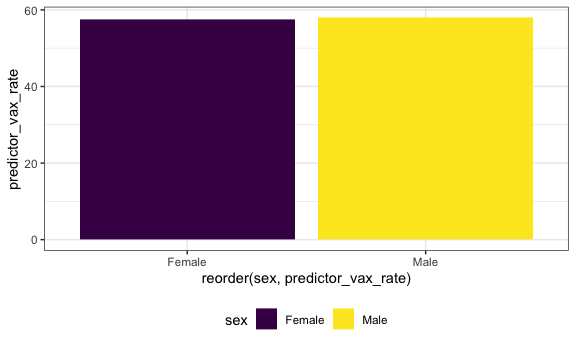 predictor_vax_rate
60
40
20
0
Female Male
reorder(sex, predictor_vax_rate)
sex Female Male